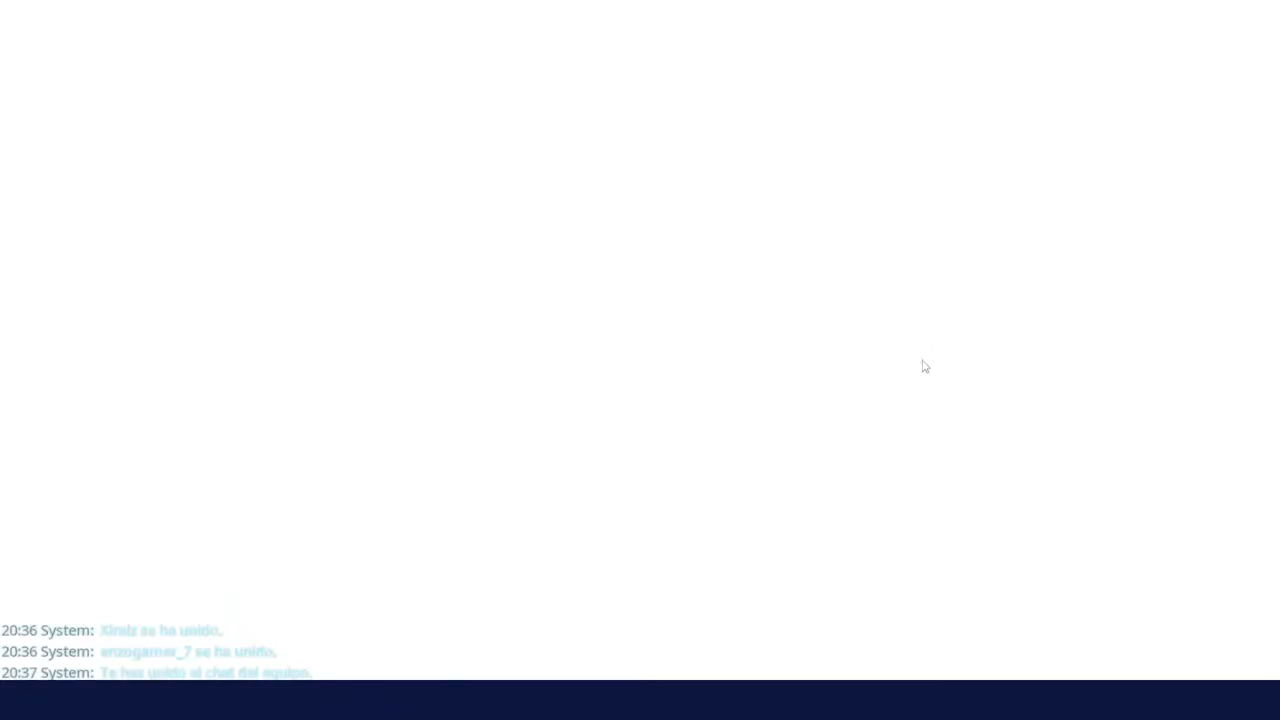 20:36 System: Xiralz se ha unido.
20:36 System: enzogamer_7 se ha unido.
20:37 System: Te has unido al chat del equipo.